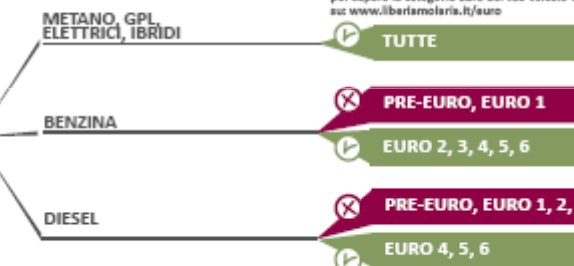 su: www.liberiamolaria.it/euro
METANO, GPL,
ELETTRICI, IBRIDI
TUTTE
PRE-EURO, EURO 1
BENZINA
EURO 2, 3, 4, 5, 6
PRE-EURO, EURO 1, 2,
DIESEL
EURO 4, 5, 6